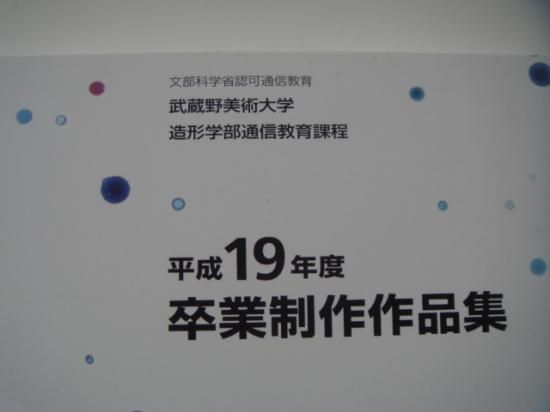 文部科学省認可通信教育
武蔵野美術大学
造形学部通信教育課程
平成19年度
卒業制作作品集